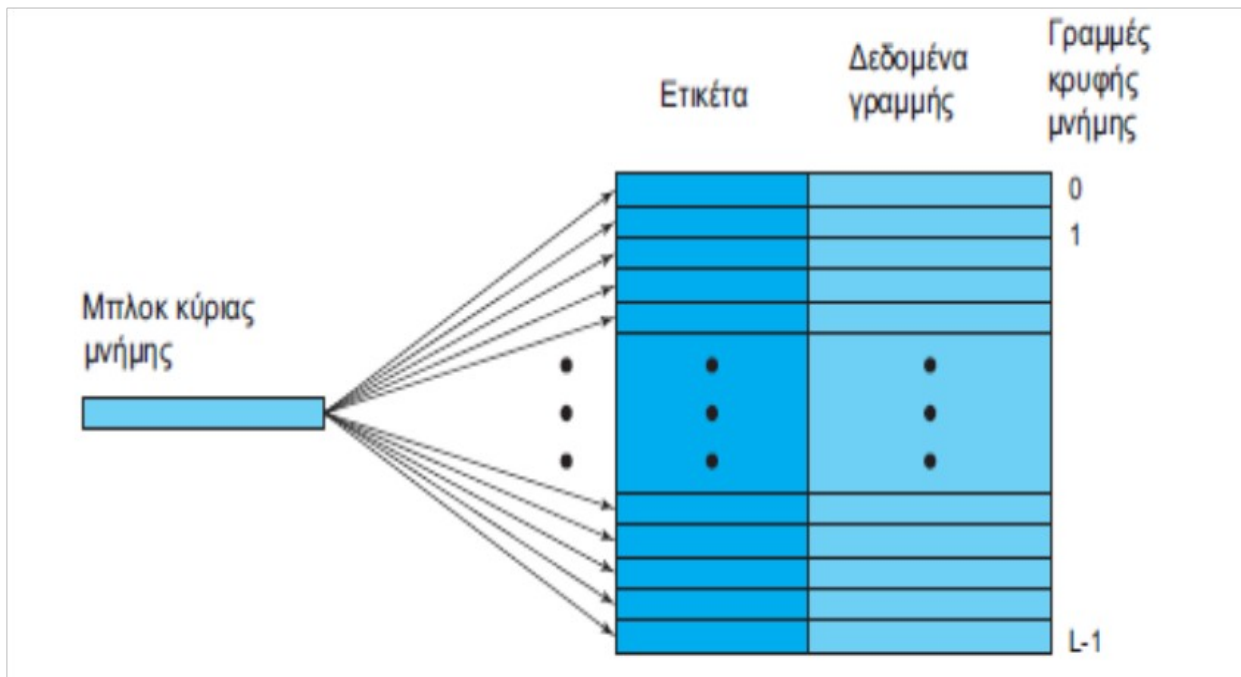 Γραμμές
κρυφής
μνήμης
Δεδομένα
γραμμής
Ετικέτα
0
1
Μπλοκ κύριας
μνήμης
L-1